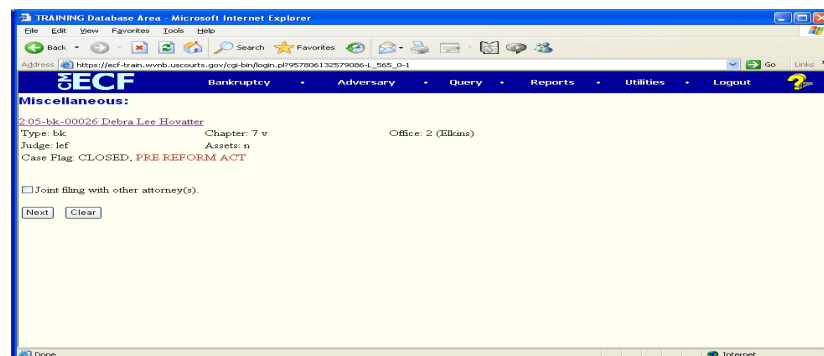 TRAINING Database Area - Microsoft Internet Explorer
File Edit View Favorites Tools Help
Back Search Favorites
Address https://ecf-train.wvnb.uscourts.gov/cgi-bin/login.pl?957806132579086-L_565_0-1 Go Links
CM ECF Bankruptcy • Adversary • Query • Reports • Utilities • Logout ?
Miscellaneous:
2:05-bk-00026 Debra Lee Hovatter
Type: bk Chapter: 7 v Office: 2 (Elkins)
Judge: lef Assets: n
Case Flag: CLOSED, PRE REFORM ACT
Joint filing with other attorney(s).
Next Clear
Done Internet